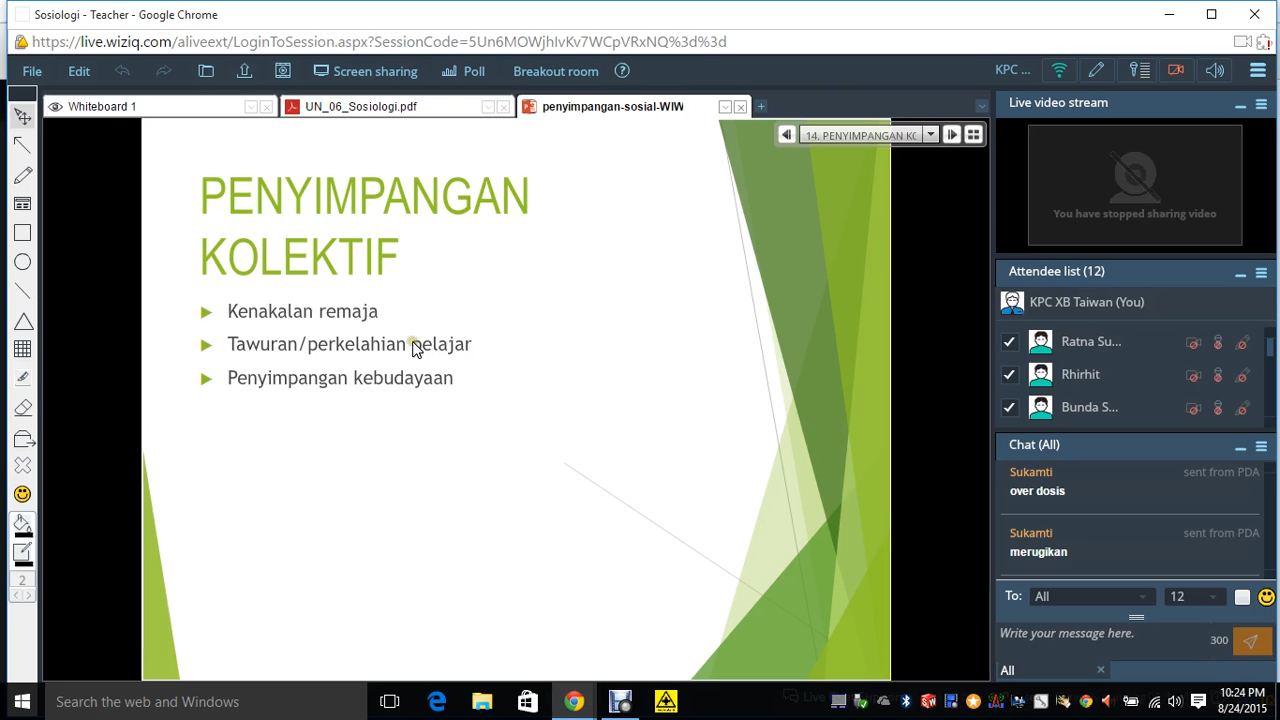 Sosiologi - Teacher - Google Chrome
https://live.wiziq.com/aliveext/LoginToSession.aspx?SessionCode=5Un6MOWjhIvKv7WCpVRxNQ%3d%3d
File Edit Screen sharing Poll Breakout room KPC ...
Whiteboard 1 UN_06_Sosiologi.pdf penyimpangan-sosial-WIW
Live video stream
14. PENYIMPANGAN KO
PENYIMPANGAN
KOLEKTIF
Kenakalan remaja
Tawuran/perkelahian pelajar
Penyimpangan kebudayaan
You have stopped sharing video
Attendee list (12)
KPC XB Taiwan (You)
Ratna Su...
Rhirhit
Bunda S...
Chat (All)
Sukamti sent from PDA
over dosis
Sukamti sent from PDA
merugikan
To: All 12
Write your message here. 300
All
2
Search the web and Windows
10:24 PM
8/24/2015